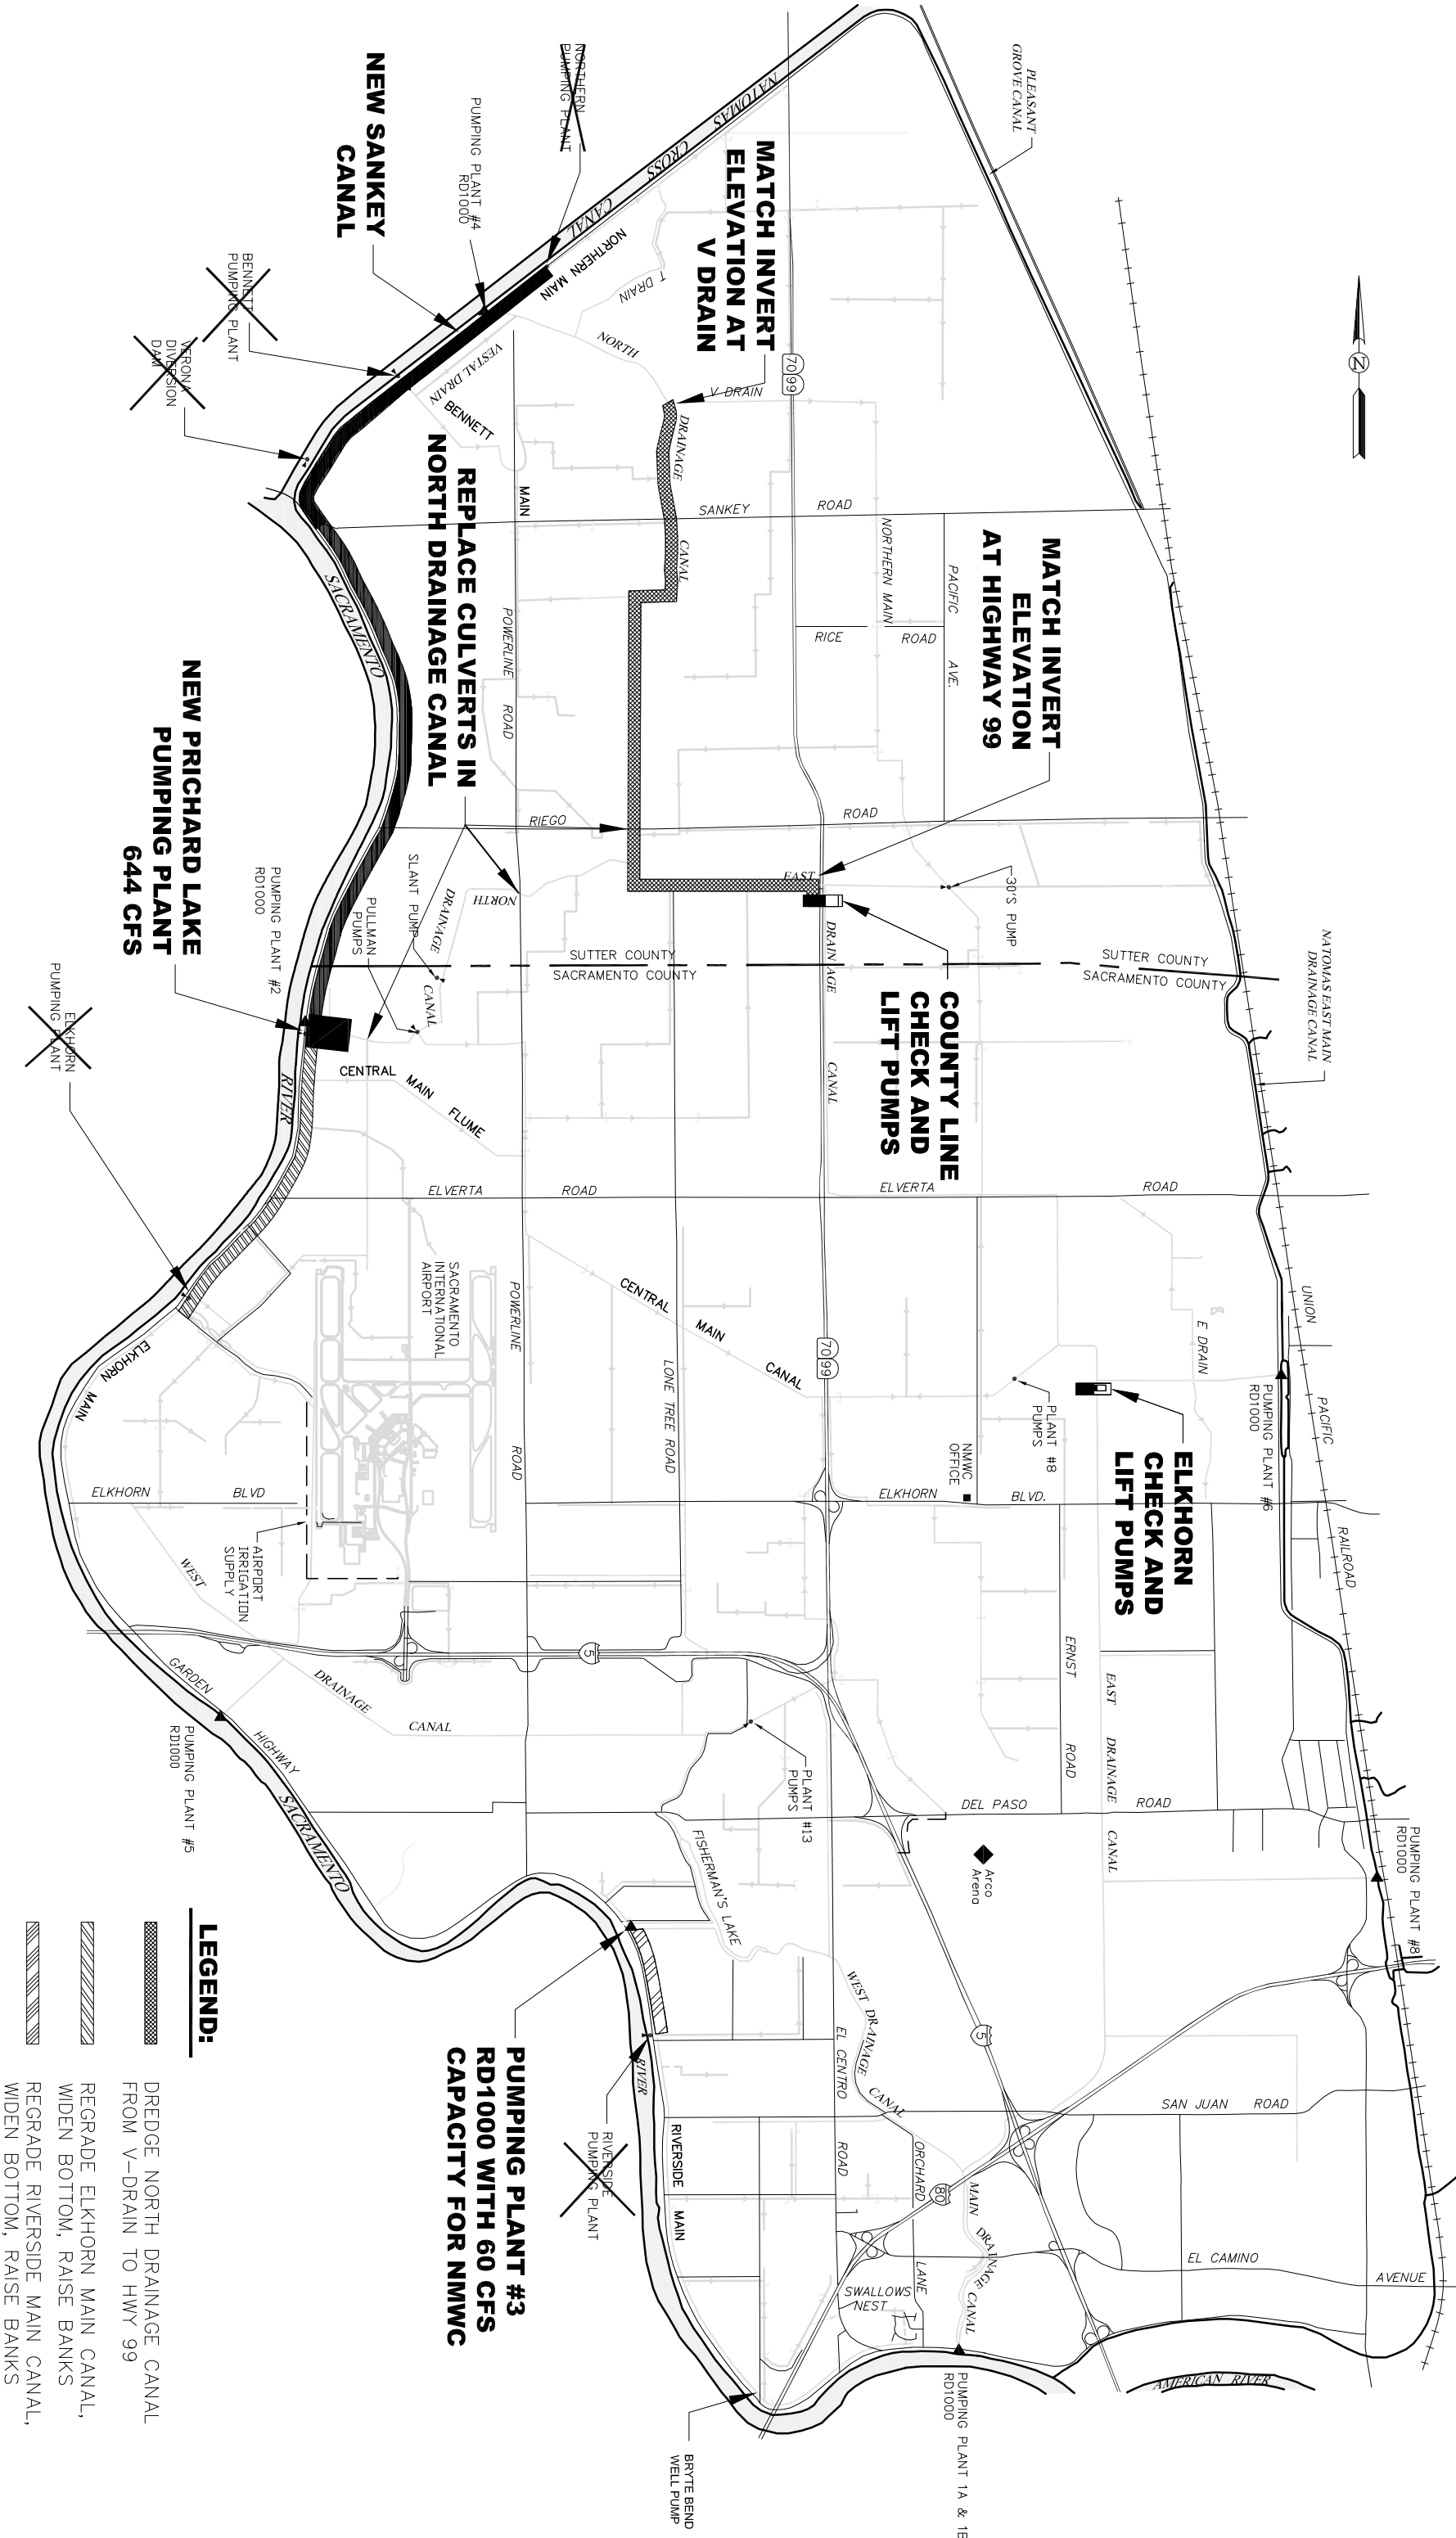 PLEASANT
GROVE CANAL
NATOMAS
CROSS
CANAL
NORTHERN
PUMPING PLANT
NEW SANKEY
CANAL
PUMPING PLANT #4
RD1000
MATCH INVERT
ELEVATION AT
V DRAIN
NORTHERN MAIN
T DRAIN
NORTH
VESTAL DRAIN
BENNETT
V DRAIN
DRAINAGE
CANAL
70
99
BENNETT
PUMPING PLANT
VERONA
DIVERSION
DAM
REPLACE CULVERTS IN
NORTH DRAINAGE CANAL
MAIN
SANKEY
ROAD
NORTHERN MAIN
PACIFIC
AVE.
RICE
ROAD
POWERLINE
ROAD
MATCH INVERT
ELEVATION
AT HIGHWAY 99
SACRAMENTO
NEW PRICHARD LAKE
PUMPING PLANT
644 CFS
RIEGO
ROAD
PUMPING PLANT #2
RD1000
SLANT PUMP
PULLMAN
PUMPS
DRAINAGE
NORTH
CANAL
EAST
DRAINAGE
CANAL
30'S PUMP
SUTTER COUNTY
SACRAMENTO COUNTY
SUTTER COUNTY
SACRAMENTO COUNTY
NATOMAS EAST MAIN
DRAINAGE CANAL
COUNTY LINE
CHECK AND
LIFT PUMPS
ELKHORN
PUMPING PLANT
RIVER
CENTRAL
MAIN
FLUME
ELVERTA
ROAD
ELVERTA
ROAD
SACRAMENTO
INTERNATIONAL
AIRPORT
POWERLINE
ROAD
CENTRAL
MAIN
CANAL
LONE TREE ROAD
70
99
E DRAIN
UNION
PACIFIC
RAILROAD
PUMPING PLANT #6
RD1000
PLANT #8
PUMPS
NMWC
OFFICE
ELKHORN
CHECK AND
LIFT PUMPS
ELKHORN
MAIN
ELKHORN
BLVD
ELKHORN
BLVD.
AIRPORT
IRRIGATION
SUPPLY
WEST
DRAINAGE
CANAL
GARDEN
HIGHWAY
SACRAMENTO
5
ERNST
ROAD
EAST
DRAINAGE
CANAL
PUMPING PLANT #5
RD1000
PLANT #13
PUMPS
DEL PASO
ROAD
FISHERMAN'S LAKE
Arco
Arena
PUMPING PLANT #8
RD1000
WEST DRAINAGE
CANAL
5
EL CENTRO
ROAD
SAN JUAN
ROAD
RIVER
RIVERSIDE
MAIN
PUMPING PLANT #3
RD1000 WITH 60 CFS
CAPACITY FOR NMWC
RIVERSIDE
PUMPING PLANT
ORCHARD
LANE
80
MAIN
DRAINAGE
CANAL
EL CAMINO
AVENUE
SWALLOWS
NEST
AMERICAN RIVER
PUMPING PLANT 1A & 1B
RD1000
BRYTE BEND
WELL PUMP
LEGEND:
DREDGE NORTH DRAINAGE CANAL
FROM V-DRAIN TO HWY 99
REGRADE ELKHORN MAIN CANAL,
WIDEN BOTTOM, RAISE BANKS
REGRADE RIVERSIDE MAIN CANAL,
WIDEN BOTTOM, RAISE BANKS
N